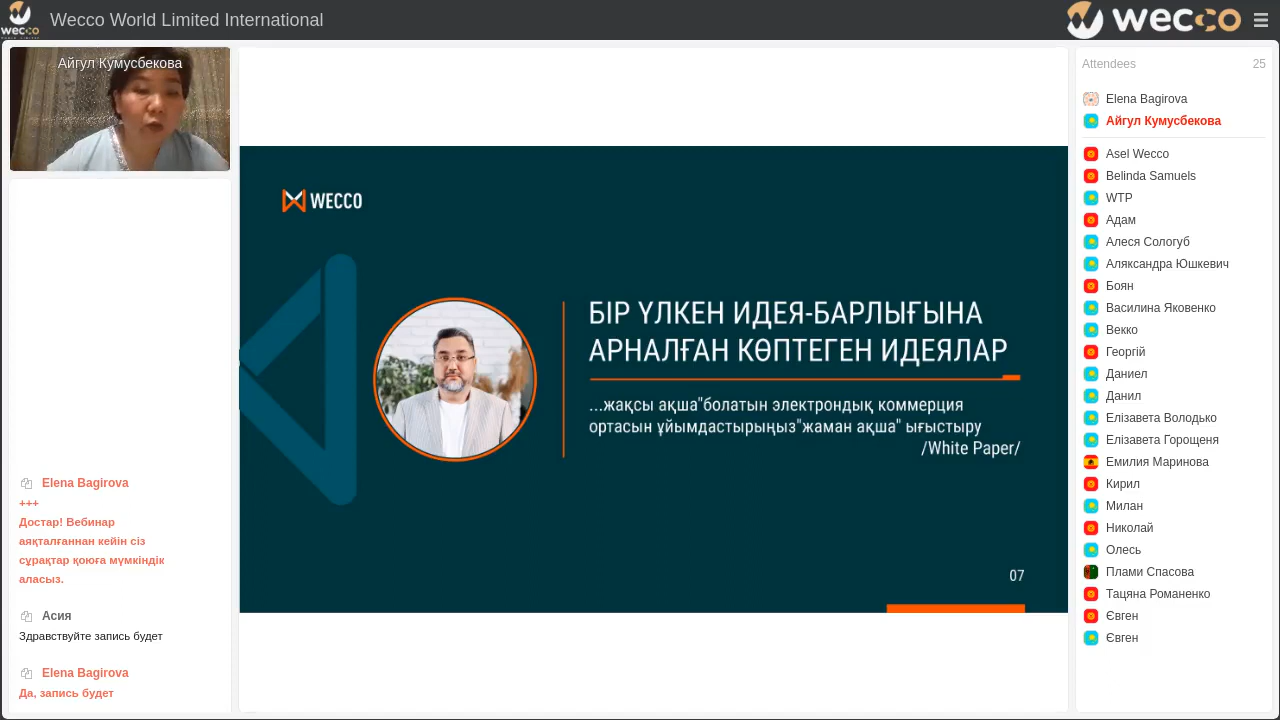 wecco
Wecco World Limited International
wecco
Айгул Кумусбекова
Elena Bagirova
+++
Достар! Вебинар
аяқталғаннан кейін сіз
сұрақтар қоюға мүмкіндік
аласыз.
Асия
Здравствуйте запись будет
Elena Bagirova
Да, запись будет
WECCO
БІР ҮЛКЕН ИДЕЯ-БАРЛЫҒЫНА
АРНАЛҒАН КӨПТЕГЕН ИДЕЯЛАР
...жақсы ақша"болатын электрондық коммерция
ортасын ұйымдастырыңыз"жаман ақша" ығыстыру
/White Paper/
07
Attendees 25
Elena Bagirova
Айгул Кумусбекова
Asel Wecco
Belinda Samuels
WTP
Адам
Алеся Сологуб
Аляксандра Юшкевич
Боян
Василина Яковенко
Векко
Георгій
Даниел
Данил
Елізавета Володько
Елізавета Горощеня
Емилия Маринова
Кирил
Милан
Николай
Олесь
Плами Спасова
Тацяна Романенко
Євген
Євген